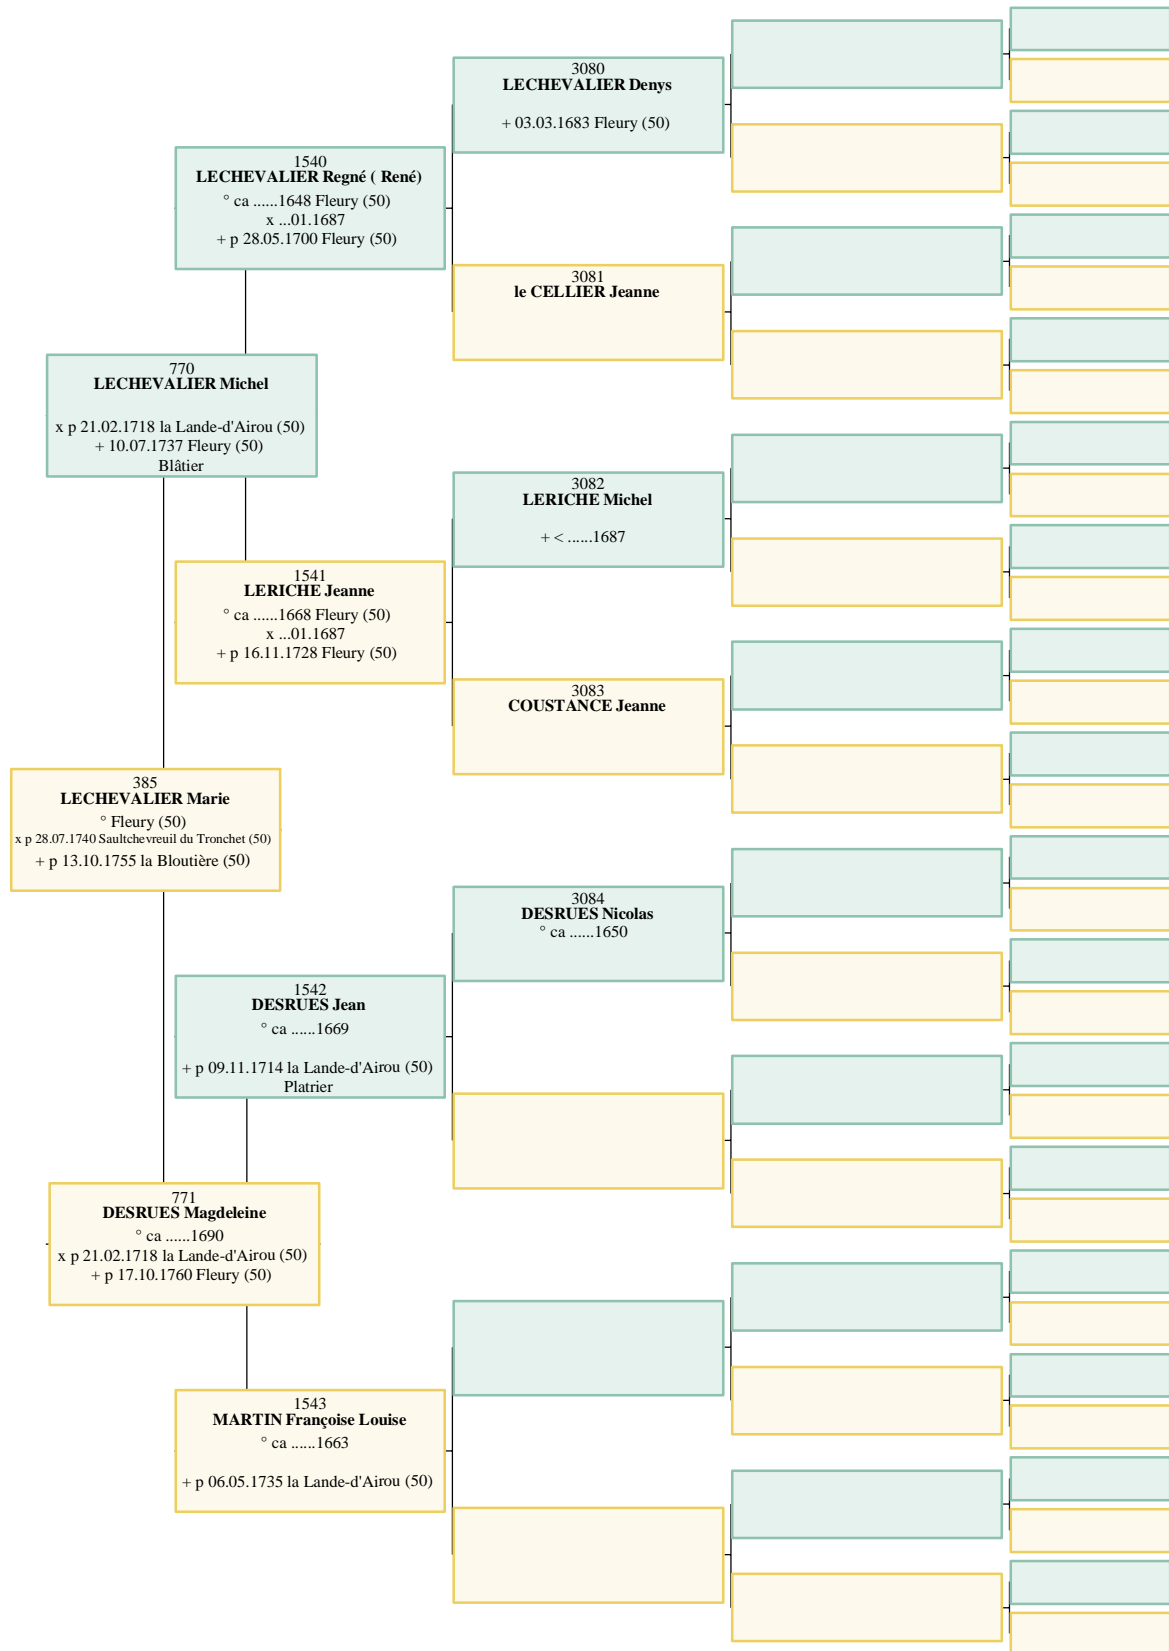 3080
LECHEVALIER Denys
+ 03.03.1683 Fleury (50)
1540
LECHEVALIER Regné ( René)
° ca ......1648 Fleury (50)
x ...01.1687
+ p 28.05.1700 Fleury (50)
3081
le CELLIER Jeanne
770
LECHEVALIER Michel
x p 21.02.1718 la Lande-d'Airou (50)
+ 10.07.1737 Fleury (50)
Blâtier
3082
LERICHE Michel
+ < ......1687
1541
LERICHE Jeanne
° ca ......1668 Fleury (50)
x ...01.1687
+ p 16.11.1728 Fleury (50)
3083
COUSTANCE Jeanne
385
LECHEVALIER Marie
° Fleury (50)
x p 28.07.1740 Saultchevreuil du Tronchet (50)
+ p 13.10.1755 la Bloutière (50)
3084
DESRUES Nicolas
° ca ......1650
1542
DESRUES Jean
° ca ......1669
+ p 09.11.1714 la Lande-d'Airou (50)
Platrier
771
DESRUES Magdeleine
° ca ......1690
x p 21.02.1718 la Lande-d'Airou (50)
+ p 17.10.1760 Fleury (50)
1543
MARTIN Françoise Louise
° ca ......1663
+ p 06.05.1735 la Lande-d'Airou (50)